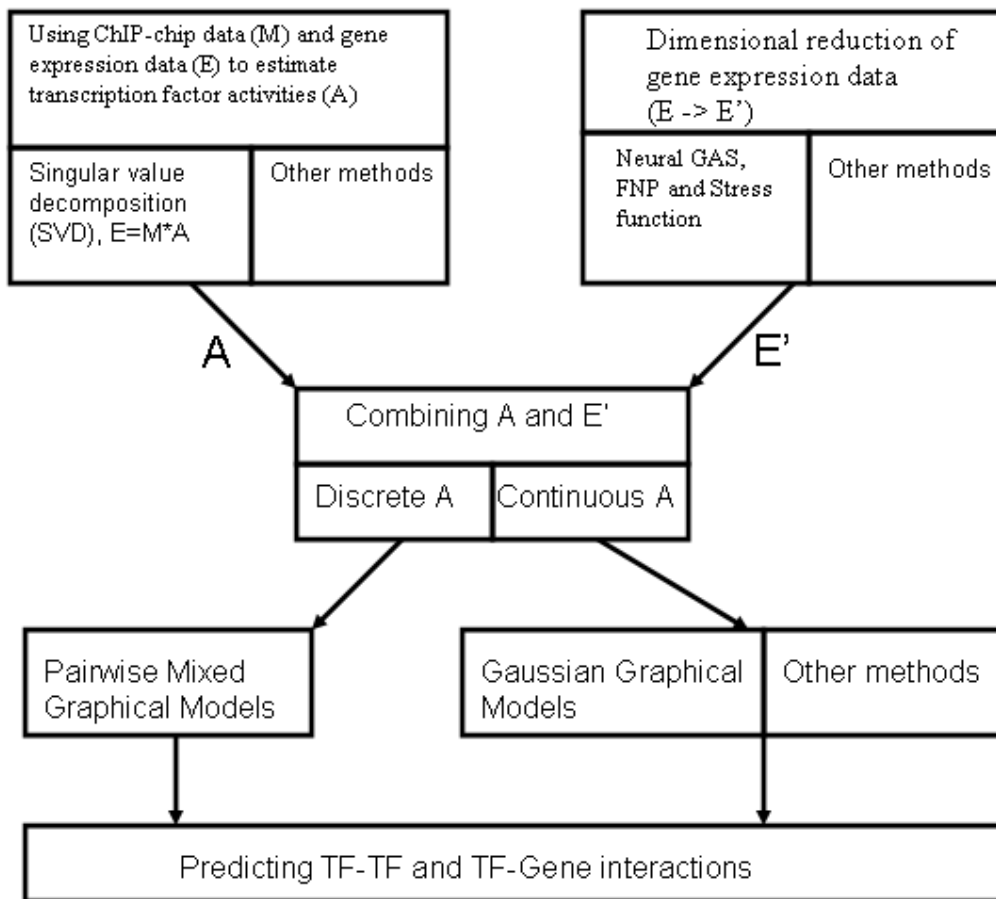 Using ChIP-chip data (M) and gene
expression data (E) to estimate
transcription factor activities (A)
Singular value
decomposition
(SVD), E=M*A
Other methods
Dimensional reduction of
gene expression data
(E -> E’)
Neural GAS,
FNP and Stress
function
Other methods
A
E’
Combining A and E’
Discrete A
Continuous A
Pairwise Mixed
Graphical Models
Gaussian Graphical
Models
Other methods
Predicting TF-TF and TF-Gene interactions